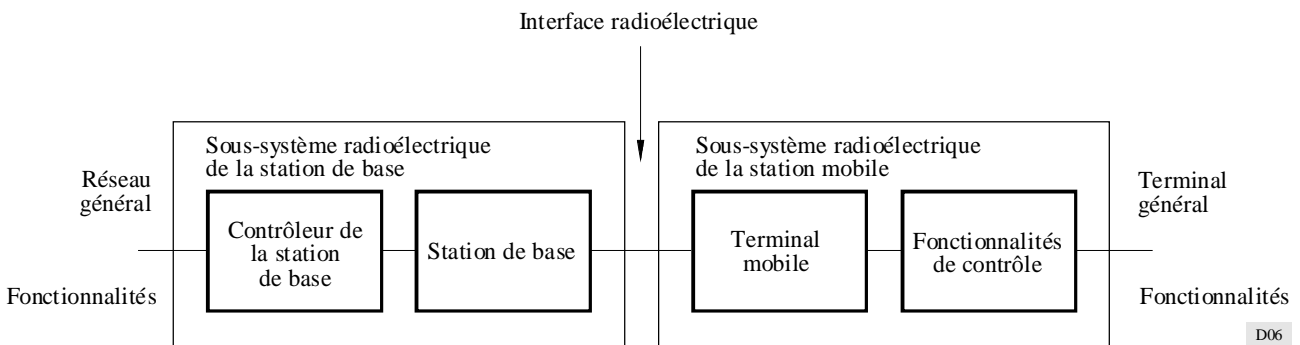 Interface radioélectrique
Sous-système radioélectrique
de la station de base
Sous-système radioélectrique
de la station mobile
Réseau
général
Terminal
général
Contrôleur de
la station
de base
Station de base
Terminal
mobile
Fonctionnalités
de contrôle
Fonctionnalités
Fonctionnalités
D06